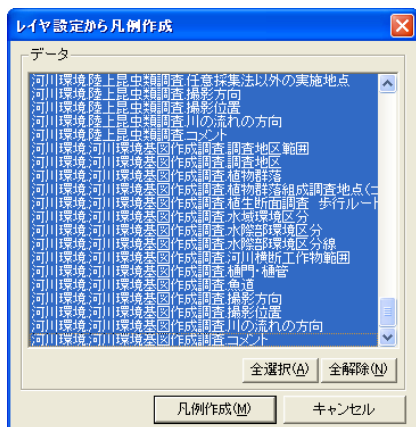 レイヤ設定から凡例作成
データ
河川環境,陸上昆虫類調査,任意採集法以外の実施地点
河川環境,陸上昆虫類調査,撮影方向
河川環境,陸上昆虫類調査,撮影位置
河川環境,陸上昆虫類調査,川の流れの方向
河川環境,陸上昆虫類調査,コメント
河川環境,河川環境基図作成調査,調査地区範囲
河川環境,河川環境基図作成調査,調査地区
河川環境,河川環境基図作成調査,植物群落
河川環境,河川環境基図作成調査,植物群落組成調査地点(コ
河川環境,河川環境基図作成調査,植生断面調査 歩行ルート
河川環境,河川環境基図作成調査,水域環境区分
河川環境,河川環境基図作成調査,水際部環境区分
河川環境,河川環境基図作成調査,水際部環境区分線
河川環境,河川環境基図作成調査,河川横断工作物範囲
河川環境,河川環境基図作成調査,樋門・樋管
河川環境,河川環境基図作成調査,魚道
河川環境,河川環境基図作成調査,撮影方向
河川環境,河川環境基図作成調査,撮影位置
河川環境,河川環境基図作成調査,川の流れの方向
河川環境,河川環境基図作成調査,コメント
全選択(A) 全解除(N)
凡例作成(M) キャンセル